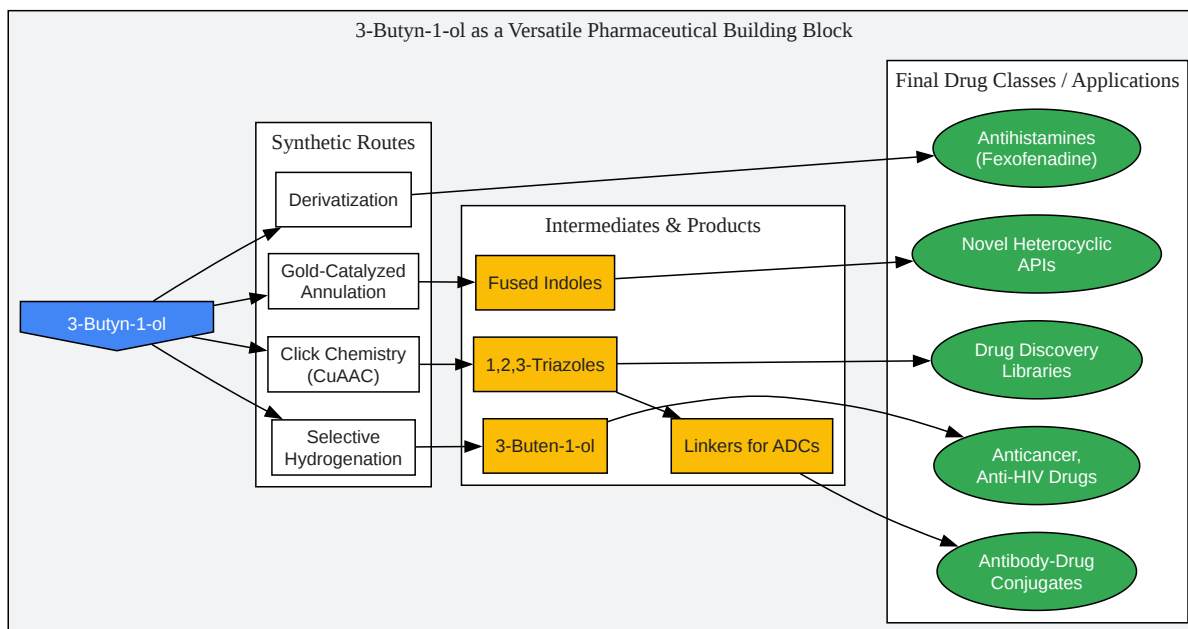 3-Butyn-1-ol as a Versatile Pharmaceutical Building Block
3-Butyn-1-ol
Synthetic Routes
Derivatization
Gold-Catalyzed
Annulation
Click Chemistry
(CuAAC)
Selective
Hydrogenation
Intermediates & Products
Fused Indoles
1,2,3-Triazoles
3-Buten-1-ol
Linkers for ADCs
Final Drug Classes / Applications
Antihistamines
(Fexofenadine)
Novel Heterocyclic
APIs
Drug Discovery
Libraries
Anticancer,
Anti-HIV Drugs
Antibody-Drug
Conjugates